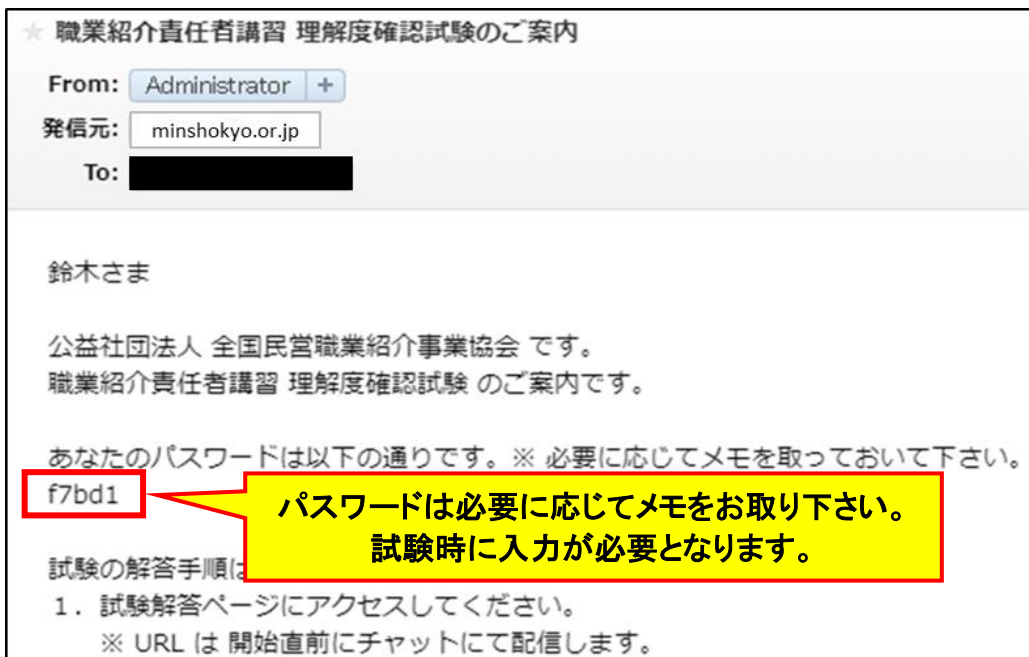 職業紹介責任者講習 理解度確認試験のご案内
From: Administrator +
発信元: minshokyo.or.jp
To:
鈴木さま
公益社団法人 全国民営職業紹介事業協会 です。
職業紹介責任者講習 理解度確認試験 のご案内です。
あなたのパスワードは以下の通りです。※ 必要に応じてメモを取っておいて下さい。
f7bd1
パスワードは必要に応じてメモをお取り下さい。
試験時に入力が必要となります。
試験の解答手順は
1. 試験解答ページにアクセスしてください。
※ URL は 開始直前にチャットにて配信します。